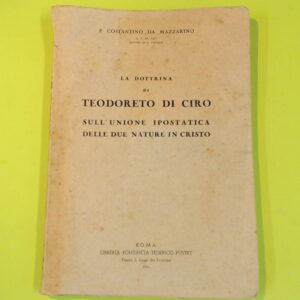 P. COSTANTINO DA MAZZARINO
LA DOTTRINA
DI
TEODORETO DI CIRO
SULL'UNIONE IPOSTATICA
DELLE DUE NATURE IN CRISTO
ROMA
LIBRERIA PONTIFICIA FEDERICO PUSTET